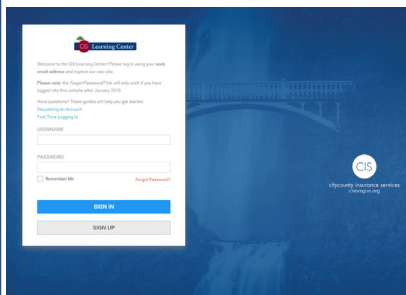 CIS Learning Center
Welcome to the CIS Learning Center! Please log in using your work
email address and explore our new site.
Please note: the Forgot Password? link will only work if you have
logged into this website after January 2019.
Have questions? These guides will help you get started.
Requesting an Account
First Time Logging In
USERNAME
PASSWORD
Remember Me
Forgot Password?
SIGN IN
SIGN UP
CIS
citycounty insurance services
cisoregon.org